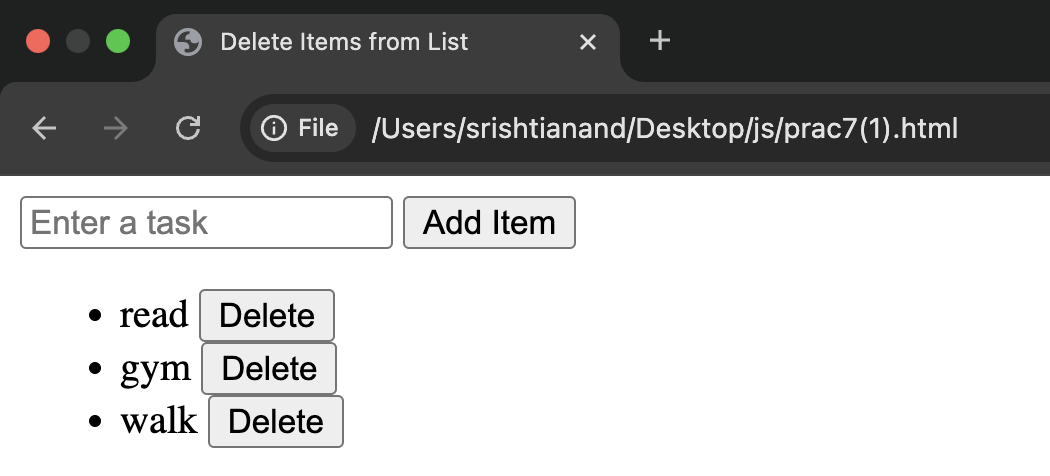 Delete Items from List
File /Users/srishtianand/Desktop/js/prac7(1).html
Enter a task Add Item
read Delete
gym Delete
walk Delete